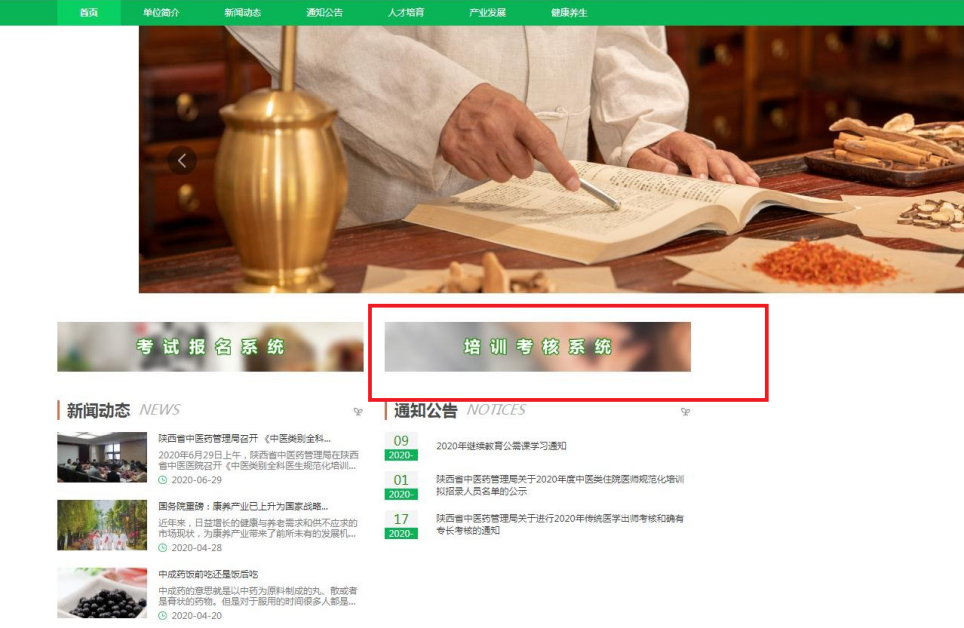 首页 单位简介 新闻动态 通知公告 人才培育 产业发展 健康养生
考试报名系统
培训考核系统
新闻动态 NEWS
陕西省中医药管理局召开 《中医类别全科...
2020年6月29日上午，陕西省中医药管理局在陕西
省中医医院召开《中医类别全科医生规范化培训...
2020-06-29
国务院重磅：康养产业已上升为国家战略...
近年来，日益增长的健康与养老需求和供不应求的
市场现状，为康养产业带来了前所未有的发展机...
2020-04-28
中成药饭前吃还是饭后吃
中成药的意思就是以中药为原料制成的丸、散或者
是膏状的药物。但是对于服用的时间很多人都是...
2020-04-20
通知公告 NOTICES
09
2020-
2020年继续教育公需课学习通知
01
2020-
陕西省中医药管理局关于2020年度中医类住院医师规范化培训
拟招录人员名单的公示
17
2020-
陕西省中医药管理局关于进行2020年传统医学出师考核和确有
专长考核的通知